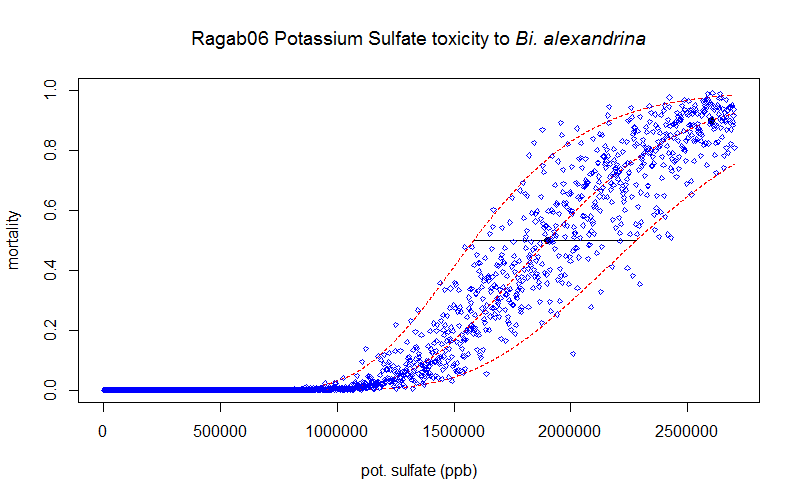 Ragab06 Potassium Sulfate toxicity to Bi. alexandrina
1.0
0.8
0.6
0.4
0.2
0.0
mortality
0 500000 1000000 1500000 2000000 2500000
pot. sulfate (ppb)